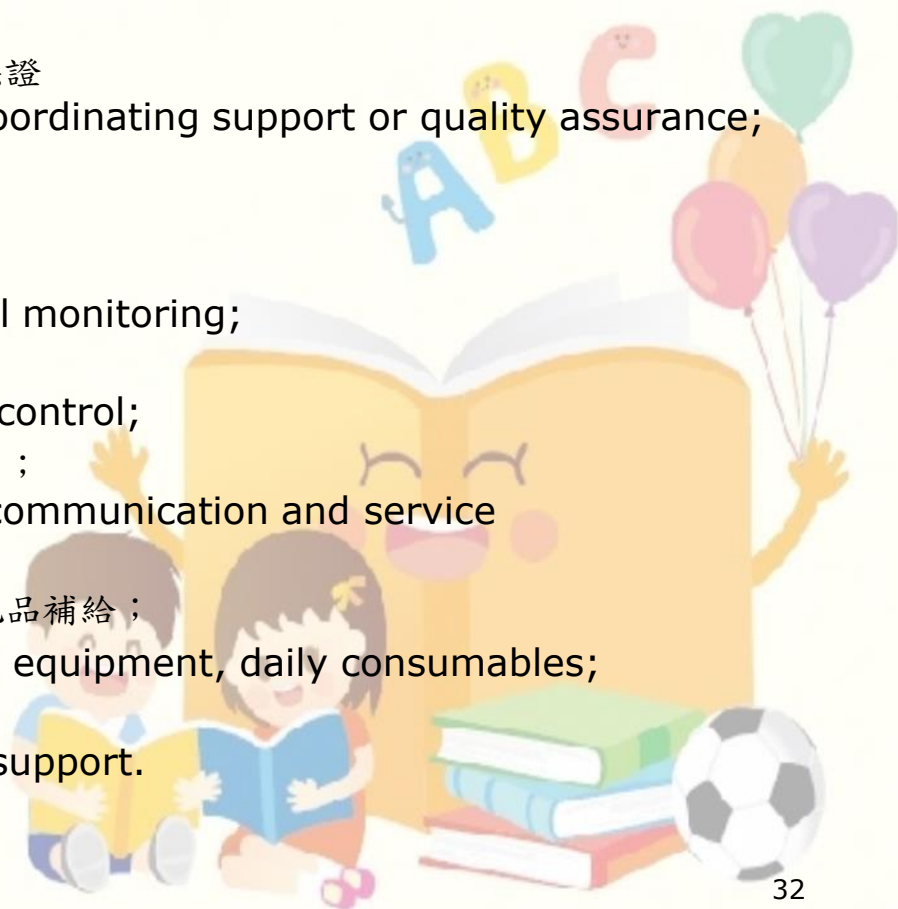 證
oordinating support or quality assurance;
A B C
l monitoring;
control;
；
communication and service
品補給；
equipment, daily consumables;
support.
32